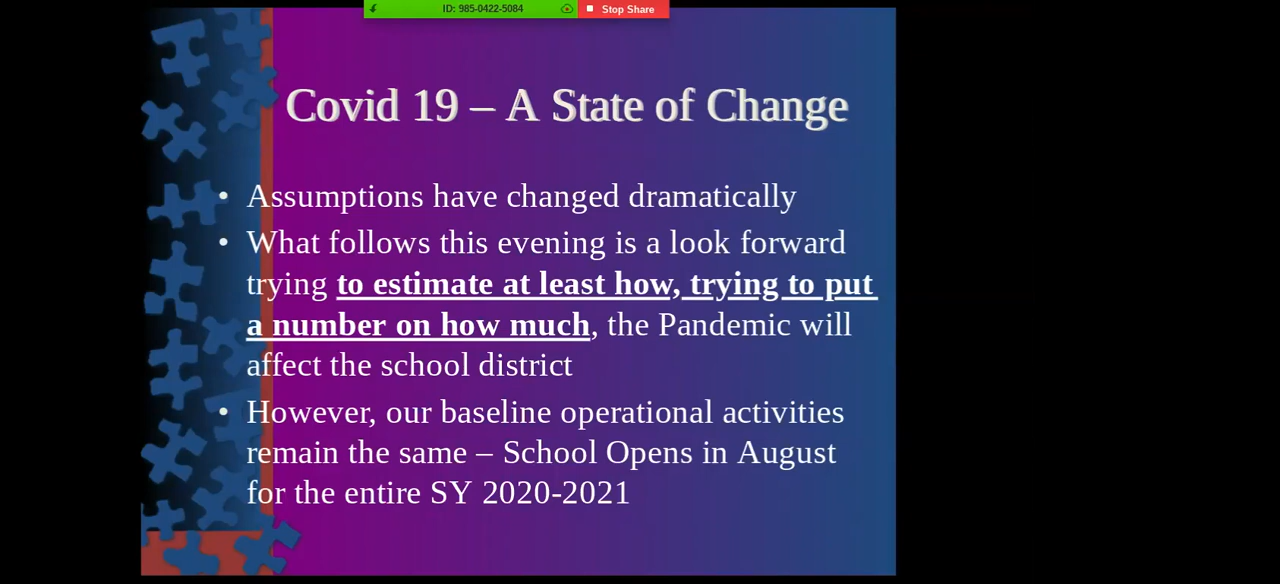 ID: 985-0422-5084 Stop Share
Covid 19 – A State of Change
• Assumptions have changed dramatically
• What follows this evening is a look forward
trying to estimate at least how, trying to put
a number on how much, the Pandemic will
affect the school district
• However, our baseline operational activities
remain the same – School Opens in August
for the entire SY 2020-2021